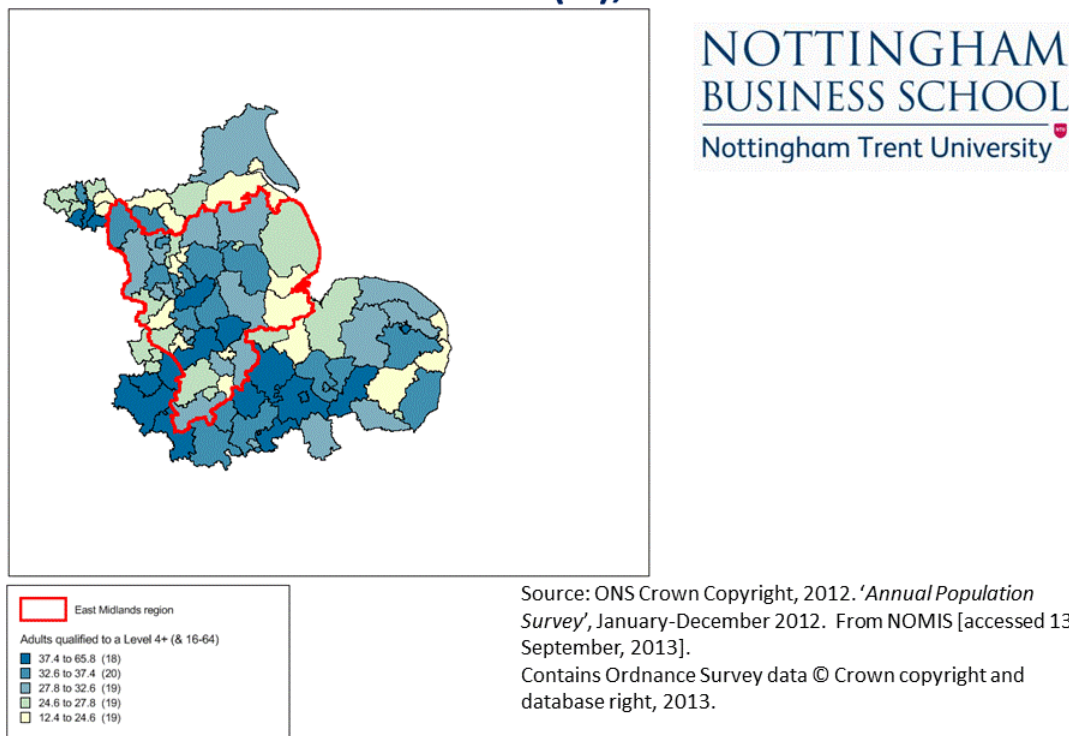 NOTTINGHAM
BUSINESS SCHOOL
Nottingham Trent University
NTU
East Midlands region
Adults qualified to a Level 4+ (& 16-64)
37.4 to 65.8 (18)
32.6 to 37.4 (20)
27.8 to 32.6 (19)
24.6 to 27.8 (19)
12.4 to 24.6 (19)
Source: ONS Crown Copyright, 2012. ‘Annual Population
Survey’, January-December 2012. From NOMIS [accessed 13
September, 2013].
Contains Ordnance Survey data © Crown copyright and
database right, 2013.